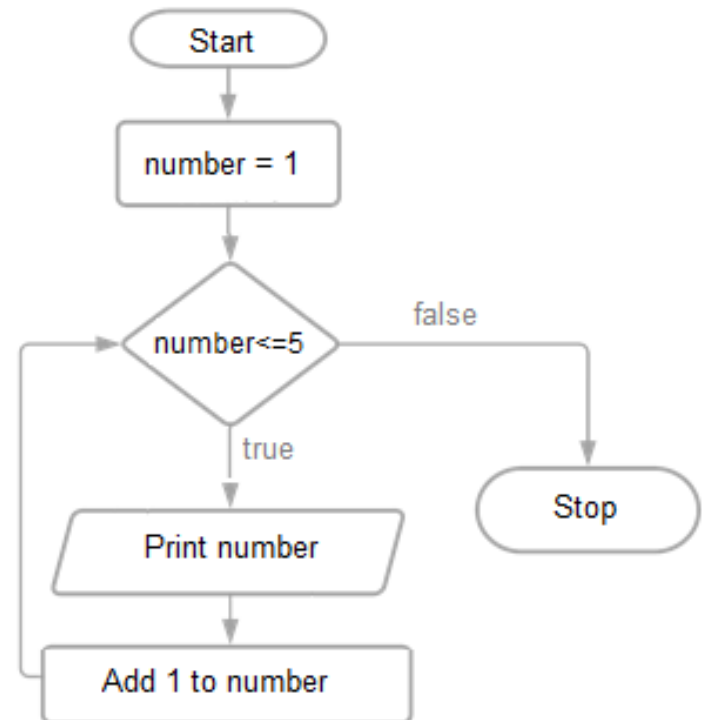 Start
number = 1
number<=5
false
true
Stop
Print number
Add 1 to number